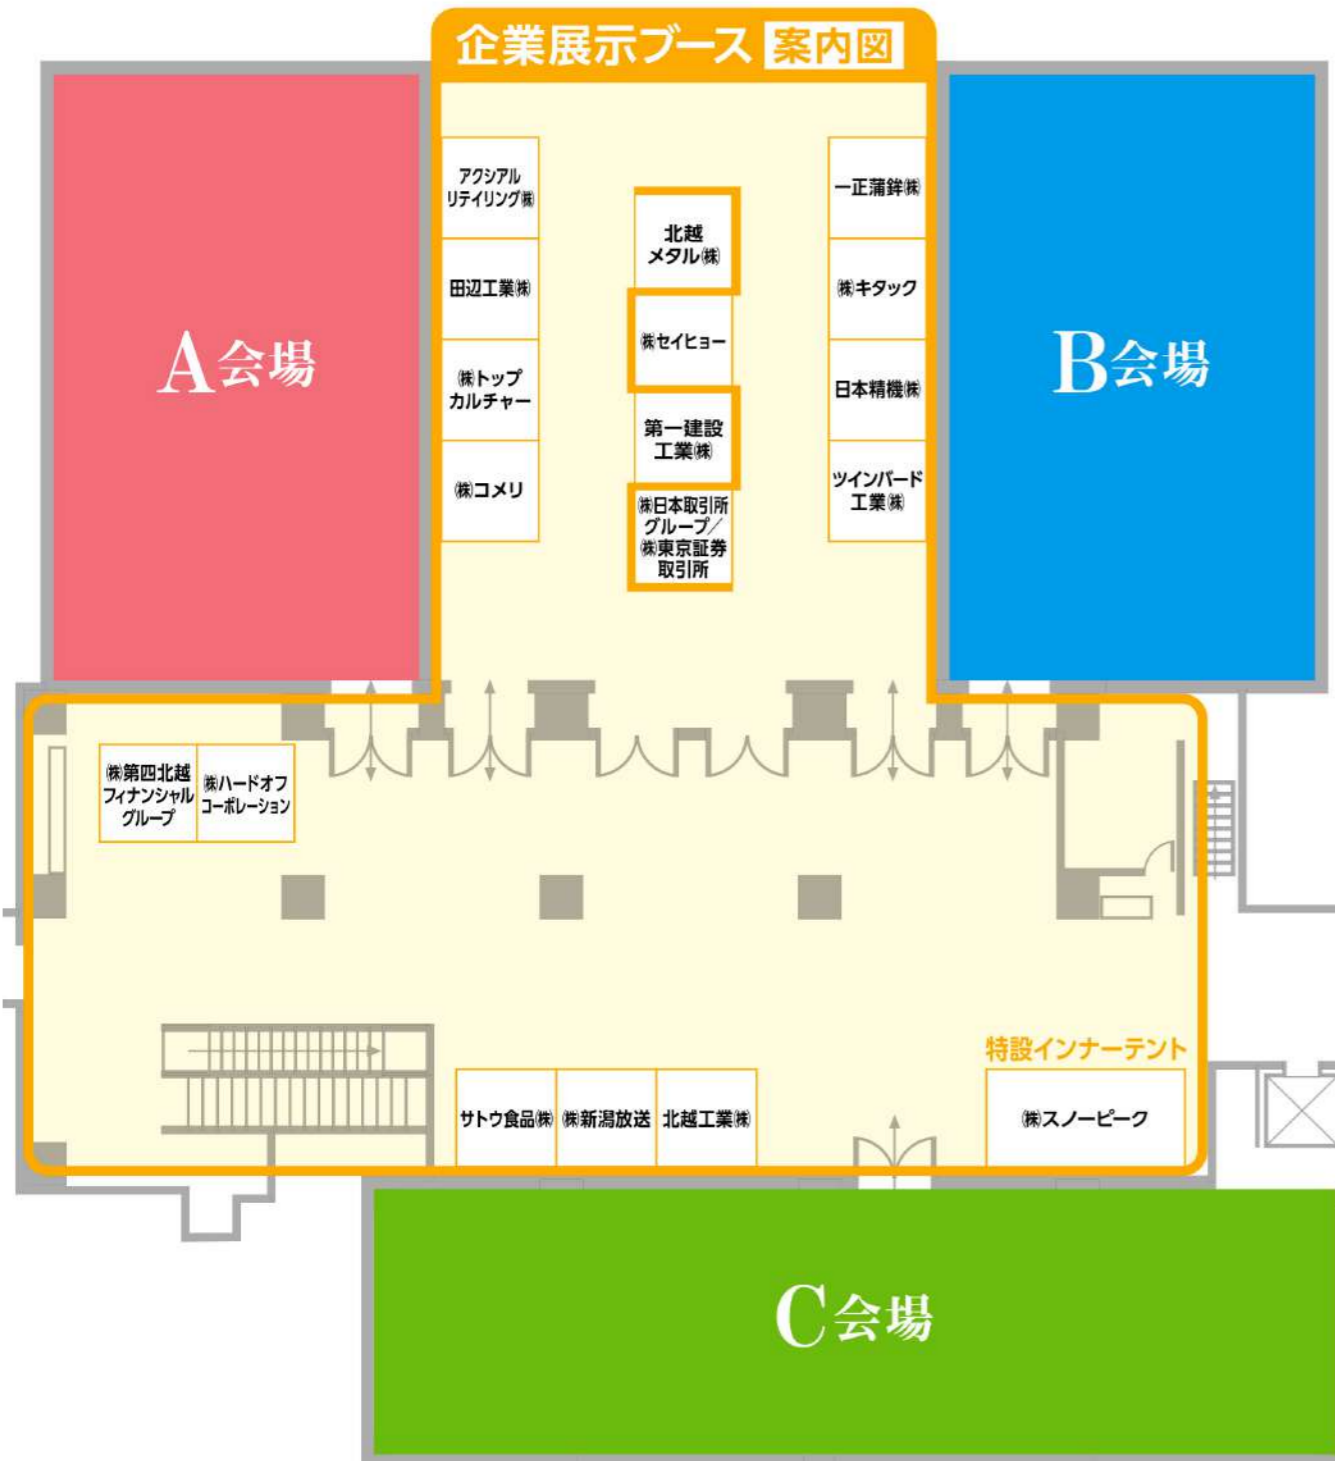 企業展示ブース 案内図
アクシアル
リテイリング㈱
田辺工業㈱
㈱トップ
カルチャー
㈱コメリ
北越
メタル㈱
㈱セイヒョー
第一建設
工業㈱
㈱日本取引所
グループ／
㈱東京証券
取引所
一正蒲鉾㈱
㈱キタック
日本精機㈱
ツインバード
工業㈱
A会場
B会場
㈱第四北越
フィナンシャル
グループ
㈱ハードオフ
コーポレーション
サトウ食品㈱
㈱新潟放送
北越工業㈱
特設インナーテント
㈱スノーピーク
C会場